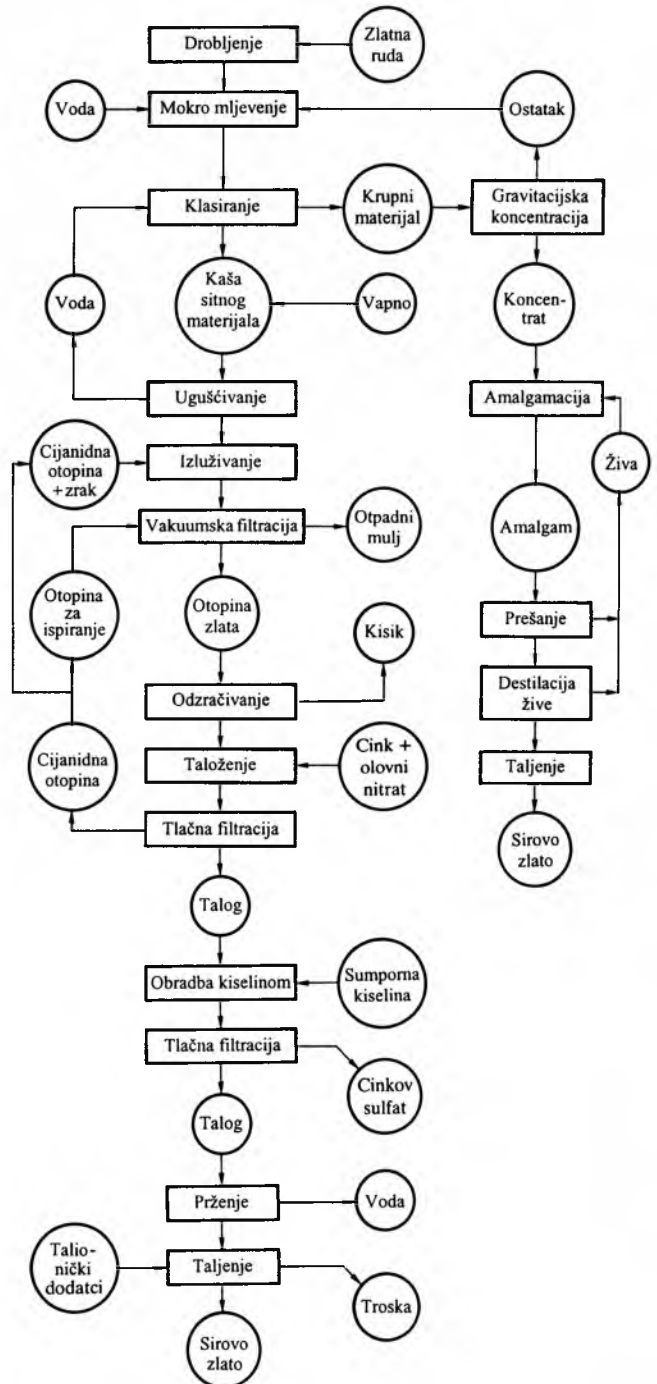 Drobljenje
Zlatna
ruda
Voda
Mokro mljevenje
Ostatak
Klasiranje
Krupni
materijal
Gravitacijska
koncentracija
Voda
Kaša
sitnog
materijala
Vapno
Koncen-
trat
Ugušćivanje
Amalgamacija
Cijanidna
otopina
+ zrak
Izluživanje
Živa
Vakuumska filtracija
Otpadni
mulj
Amalgam
Otopina
za
ispiranje
Otopina
zlata
Kisik
Prešanje
Odzračivanje
Destilacija
žive
Cijanidna
otopina
Taloženje
Cink +
olovni
nitrat
Taljenje
Tlačna filtracija
Sirovo
zlato
Talog
Obradba kiselinom
Sumporna
kiselina
Tlačna filtracija
Cinkov
sulfat
Talog
Prženje
Voda
Talio-
nički
dodatci
Taljenje
Troska
Sirovo
zlato